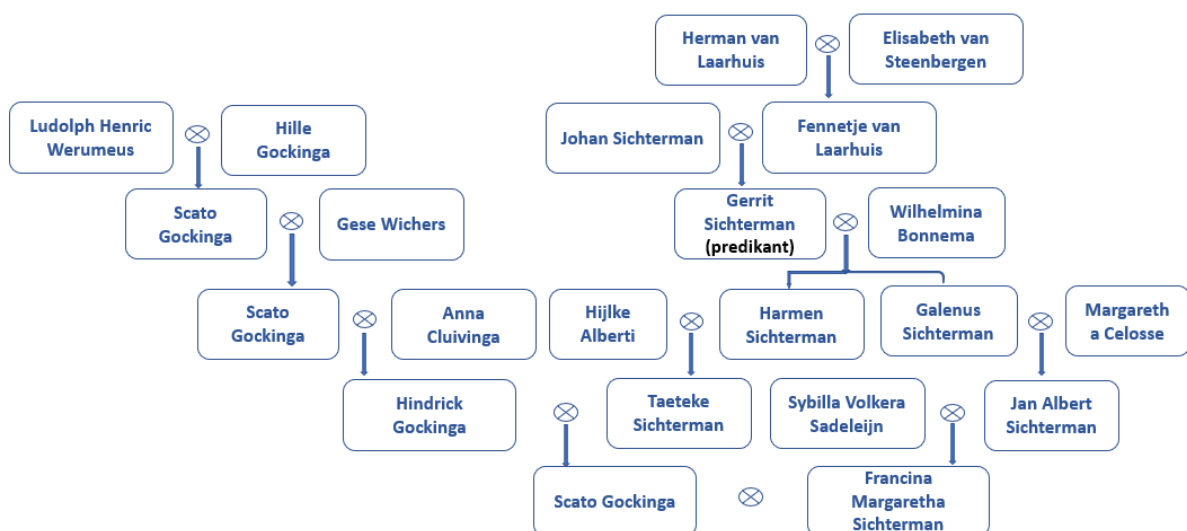 Herman van
Laarhuis
Elisabeth van
Steenbergen
Ludolph Henric
Werumeus
Hille
Gockinga
Johan Sichterman
Fennetje van
Laarhuis
Scato
Gockinga
Gese Wichers
Gerrit
Sichterman
(predikant)
Wilhelmina
Bonnema
Scato
Gockinga
Anna
Cluivinga
Hijlke
Alberti
Harmen
Sichterman
Galenus
Sichterman
Margareth
a Celosse
Hindrick
Gockinga
Taeteke
Sichterman
Sybilla Volkera
Sadeleijn
Jan Albert
Sichterman
Scato Gockinga
Francina
Margaretha
Sichterman